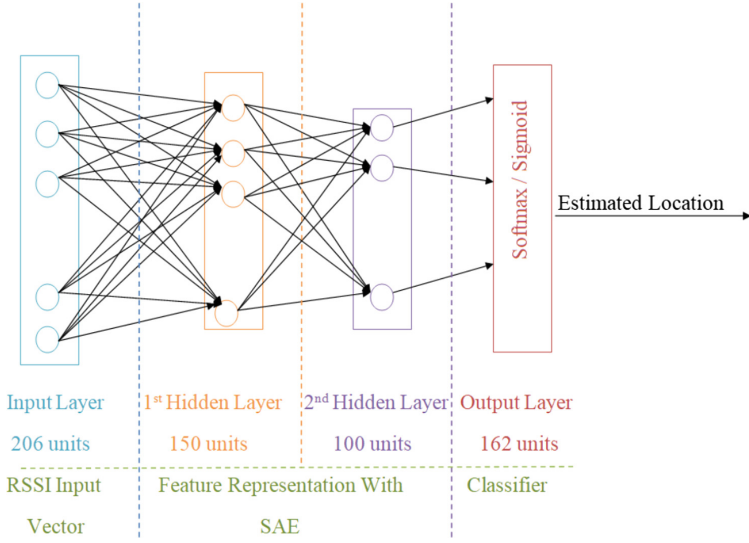 Softmax / Sigmoid
Estimated Location
Input Layer
206 units
1st Hidden Layer
150 units
2nd Hidden Layer
100 units
Output Layer
162 units
RSSI Input
Vector
Feature Representation With
SAE
Classifier